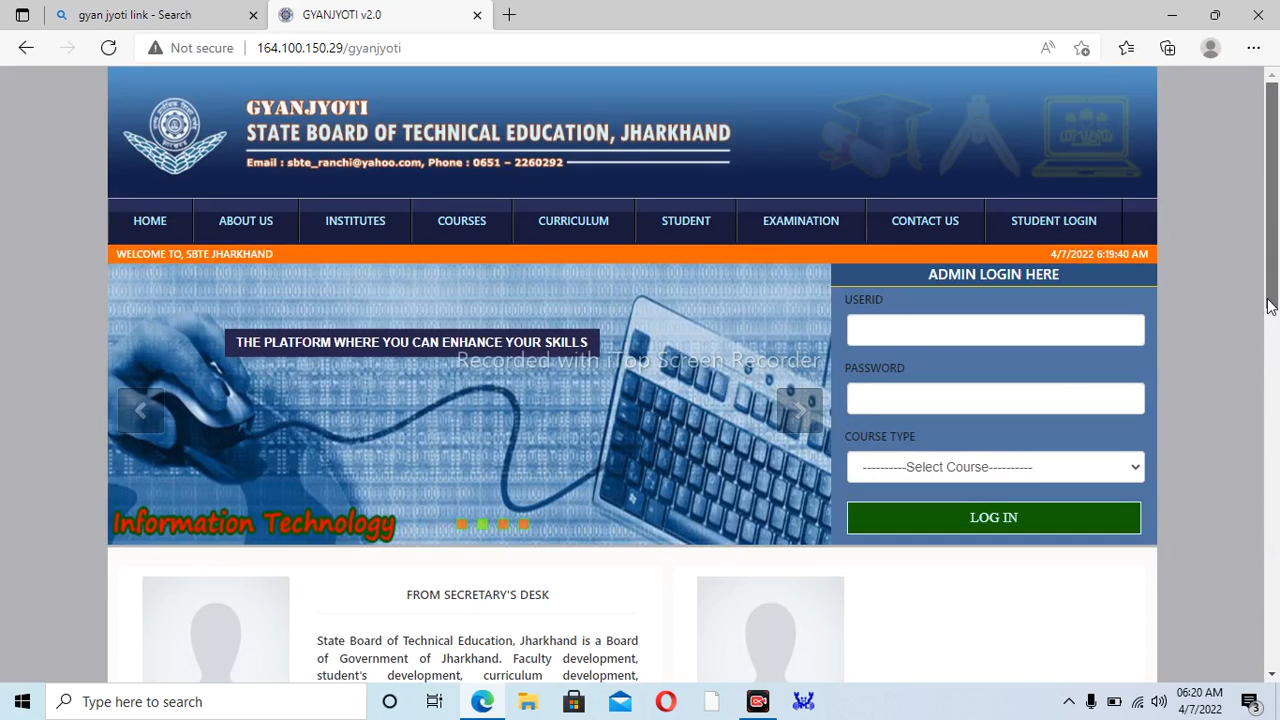 gyanjyoti - Search
GYANJYOTI v2.0
Not secure
164.100.150.29/gyanjyoti
GYANJYOTI
STATE BOARD OF TECHNICAL EDUCATION, JHARKHAND
Email : sbte_ranchi@yahoo.com, Phone : 0651 – 2260292
HOME
ABOUT US
INSTITUTES
COURSES
CURRICULUM
STUDENT
EXAMINATION
CONTACT US
STUDENT LOGIN
WELCOME TO, SBTE JHARKHAND
4/7/2022 6:19:40 AM
THE PLATFORM WHERE YOU CAN ENHANCE YOUR SKILLS
Recorded with iTop Screen Recorder
Information Technology
ADMIN LOGIN HERE
USERID
PASSWORD
COURSE TYPE
----------Select Course----------
LOG IN
FROM SECRETARY'S DESK
State Board of Technical Education, Jharkhand is a Board
of Government of Jharkhand. Faculty development,
student's development, curriculum development,
Type here to search
06:20 AM
4/7/2022
3